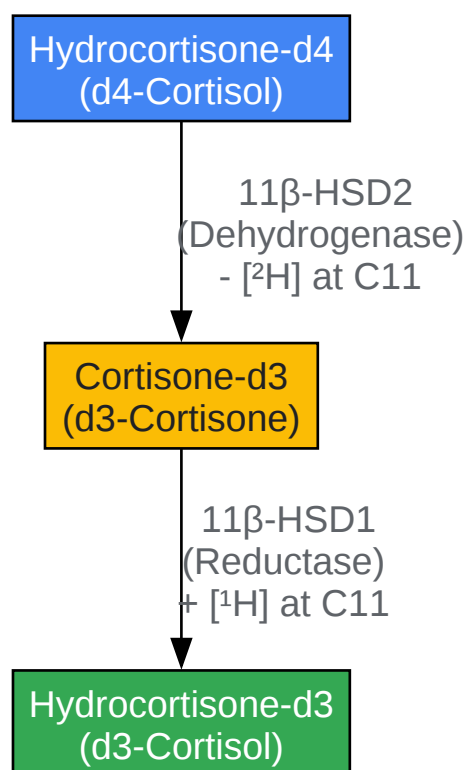 Hydrocortisone-d4
(d4-Cortisol)
11β-HSD2
(Dehydrogenase)
- [²H] at C11
Cortisone-d3
(d3-Cortisone)
11β-HSD1
(Reductase)
+ [¹H] at C11
Hydrocortisone-d3
(d3-Cortisol)